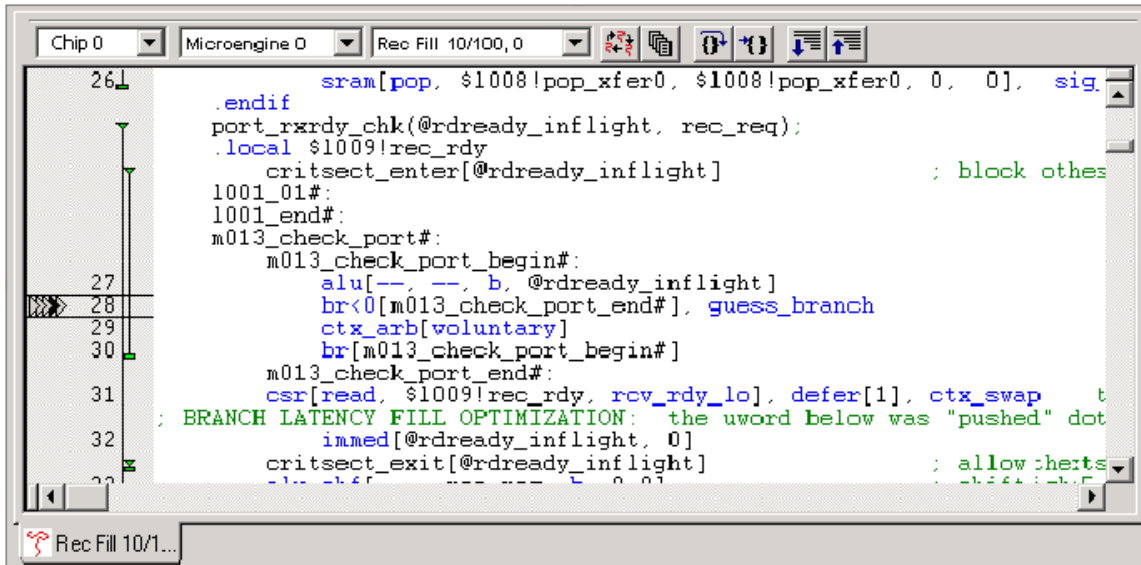 Chip 0 Microengine 0 Rec Fill 10/100, 0
26 sram[pop, $1008!pop_xfer0, $1008!pop_xfer0, 0, 0], sig_
.endif
port_rxrdy_chk(@rdready_inflight, rec_req);
.local $1009!rec_rdy
critsect_enter[@rdready_inflight] ; block othes
l001_01#:
l001_end#:
m013_check_port#:
m013_check_port_begin#:
27 alu[--, --, b, @rdready_inflight]
28 br<0[m013_check_port_end#], guess_branch
29 ctx_arb[voluntary]
30 br[m013_check_port_begin#]
m013_check_port_end#:
31 csr[read, $1009!rec_rdy, rcv_rdy_lo], defer[1], ctx_swap t
; BRANCH LATENCY FILL OPTIMIZATION: the uword below was "pushed" dot
32 immed[@rdready_inflight, 0]
critsect_exit[@rdready_inflight] ; allow
Rec Fill 10/1...